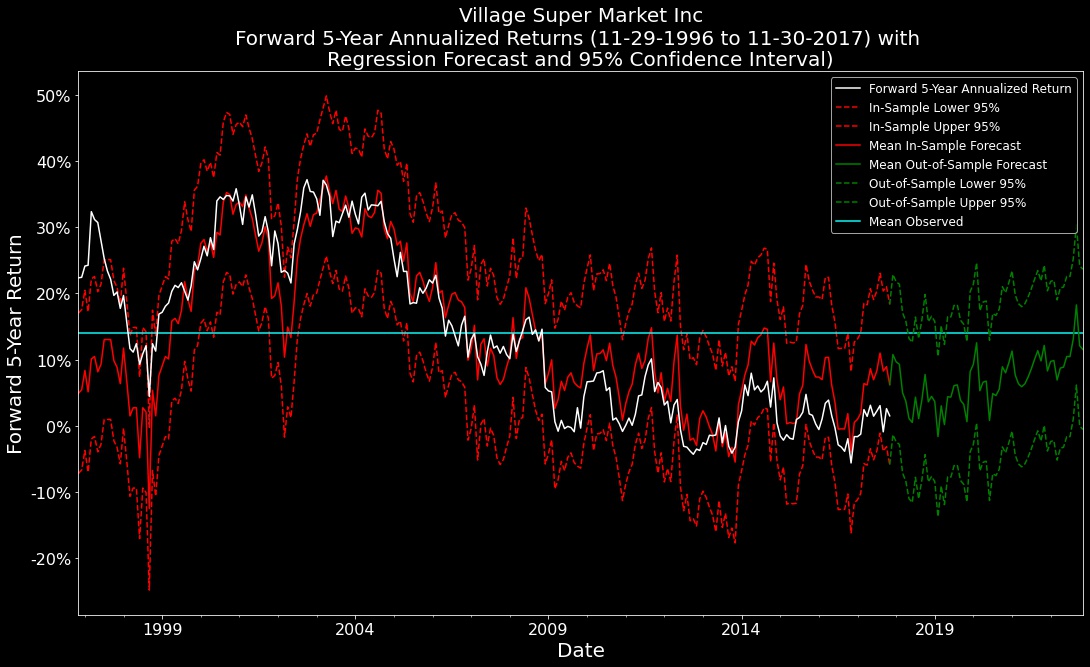 Village Super Market Inc
Forward 5-Year Annualized Returns (11-29-1996 to 11-30-2017) with
Regression Forecast and 95% Confidence Interval)
Forward 5-Year Annualized Return
In-Sample Lower 95%
In-Sample Upper 95%
Mean In-Sample Forecast
Mean Out-of-Sample Forecast
Out-of-Sample Lower 95%
Out-of-Sample Upper 95%
Mean Observed
Forward 5-Year Return
50%
40%
30%
20%
10%
0%
-10%
-20%
1999
2004
2009
2014
2019
Date